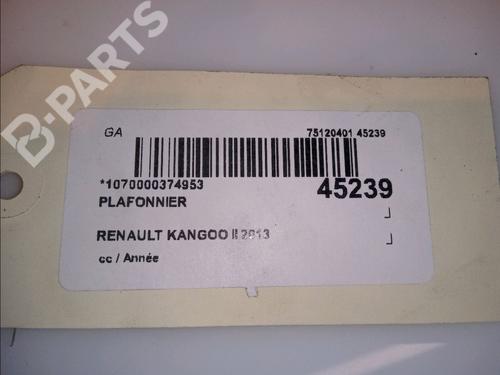 B-PARTS
GA 75120401 45239
*1070000374953 45239
PLAFONNIER
RENAULT KANGOO II 2013
cc / Année